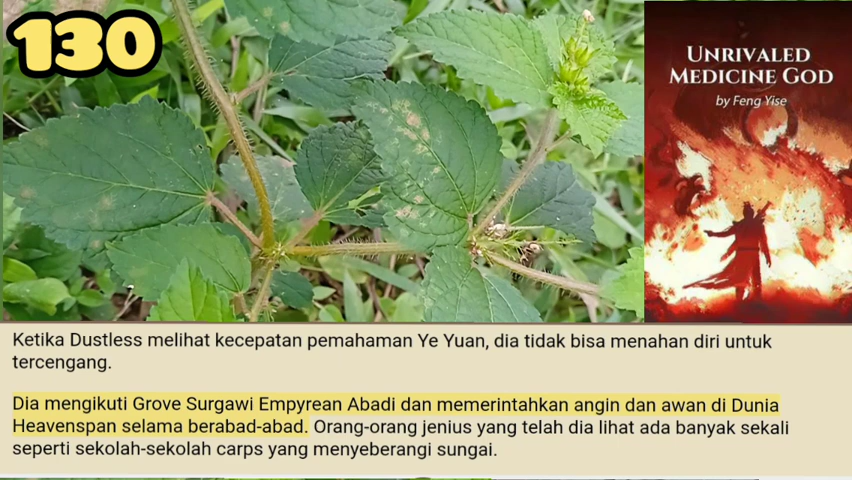 130
UNRIVALED
MEDICINE GOD
by Feng Yise
Ketika Dustless melihat kecepatan pemahaman Ye Yuan, dia tidak bisa menahan diri untuk
tercengang.
Dia mengikuti Grove Surgawi Empyrean Abadi dan memerintahkan angin dan awan di Dunia
Heavenspan selama berabad-abad. Orang-orang jenius yang telah dia lihat ada banyak sekali
seperti sekolah-sekolah carps yang menyeberangi sungai.